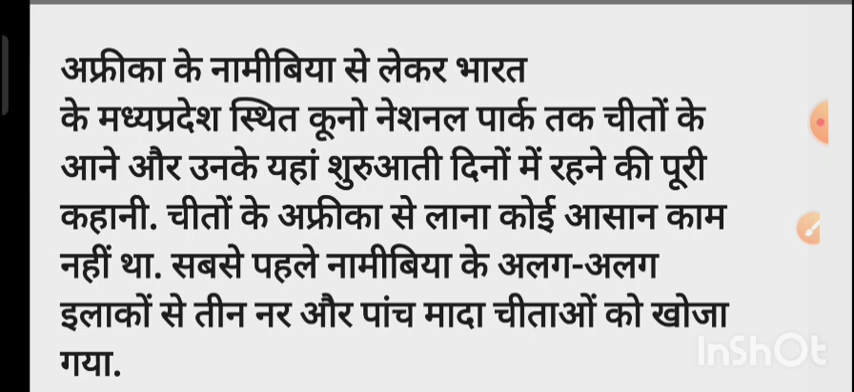 अफ्रीका के नामीबिया से लेकर भारत
के मध्यप्रदेश स्थित कूनो नेशनल पार्क तक चीतों के
आने और उनके यहां शुरुआती दिनों में रहने की पूरी
कहानी. चीतों के अफ्रीका से लाना कोई आसान काम
नहीं था. सबसे पहले नामीबिया के अलग-अलग
इलाकों से तीन नर और पांच मादा चीताओं को खोजा
गया.
InShOt